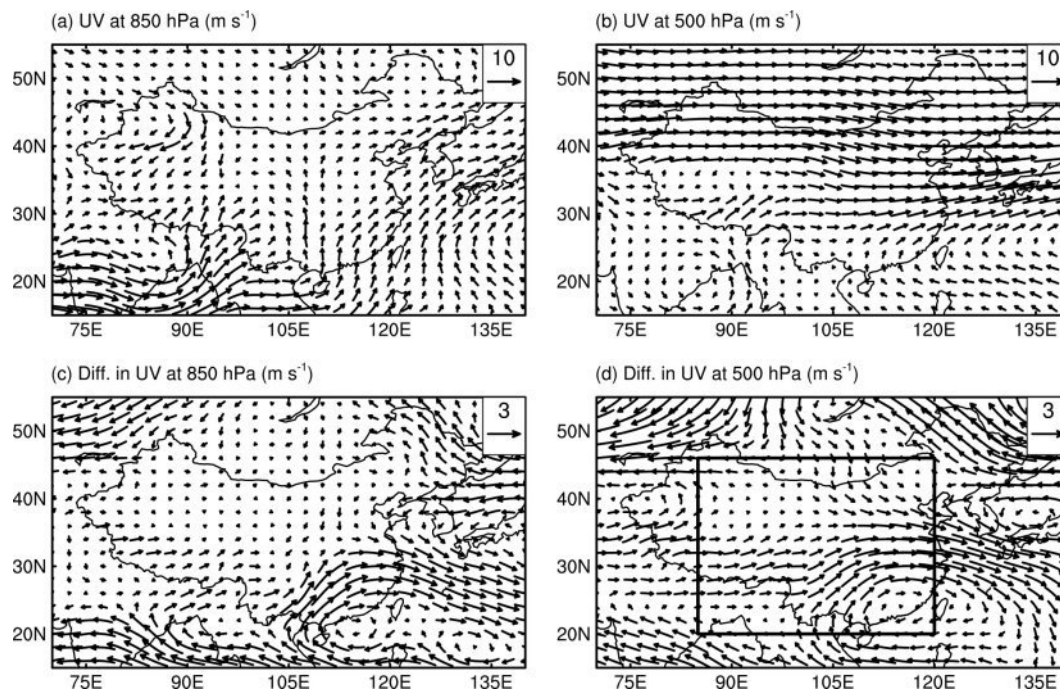 (a) UV at 850 hPa (m s⁻¹)
10
50N
40N
30N
20N
75E 90E 105E 120E 135E
(b) UV at 500 hPa (m s⁻¹)
10
50N
40N
30N
20N
75E 90E 105E 120E 135E
(c) Diff. in UV at 850 hPa (m s⁻¹)
3
50N
40N
30N
20N
75E 90E 105E 120E 135E
(d) Diff. in UV at 500 hPa (m s⁻¹)
3
50N
40N
30N
20N
75E 90E 105E 120E 135E